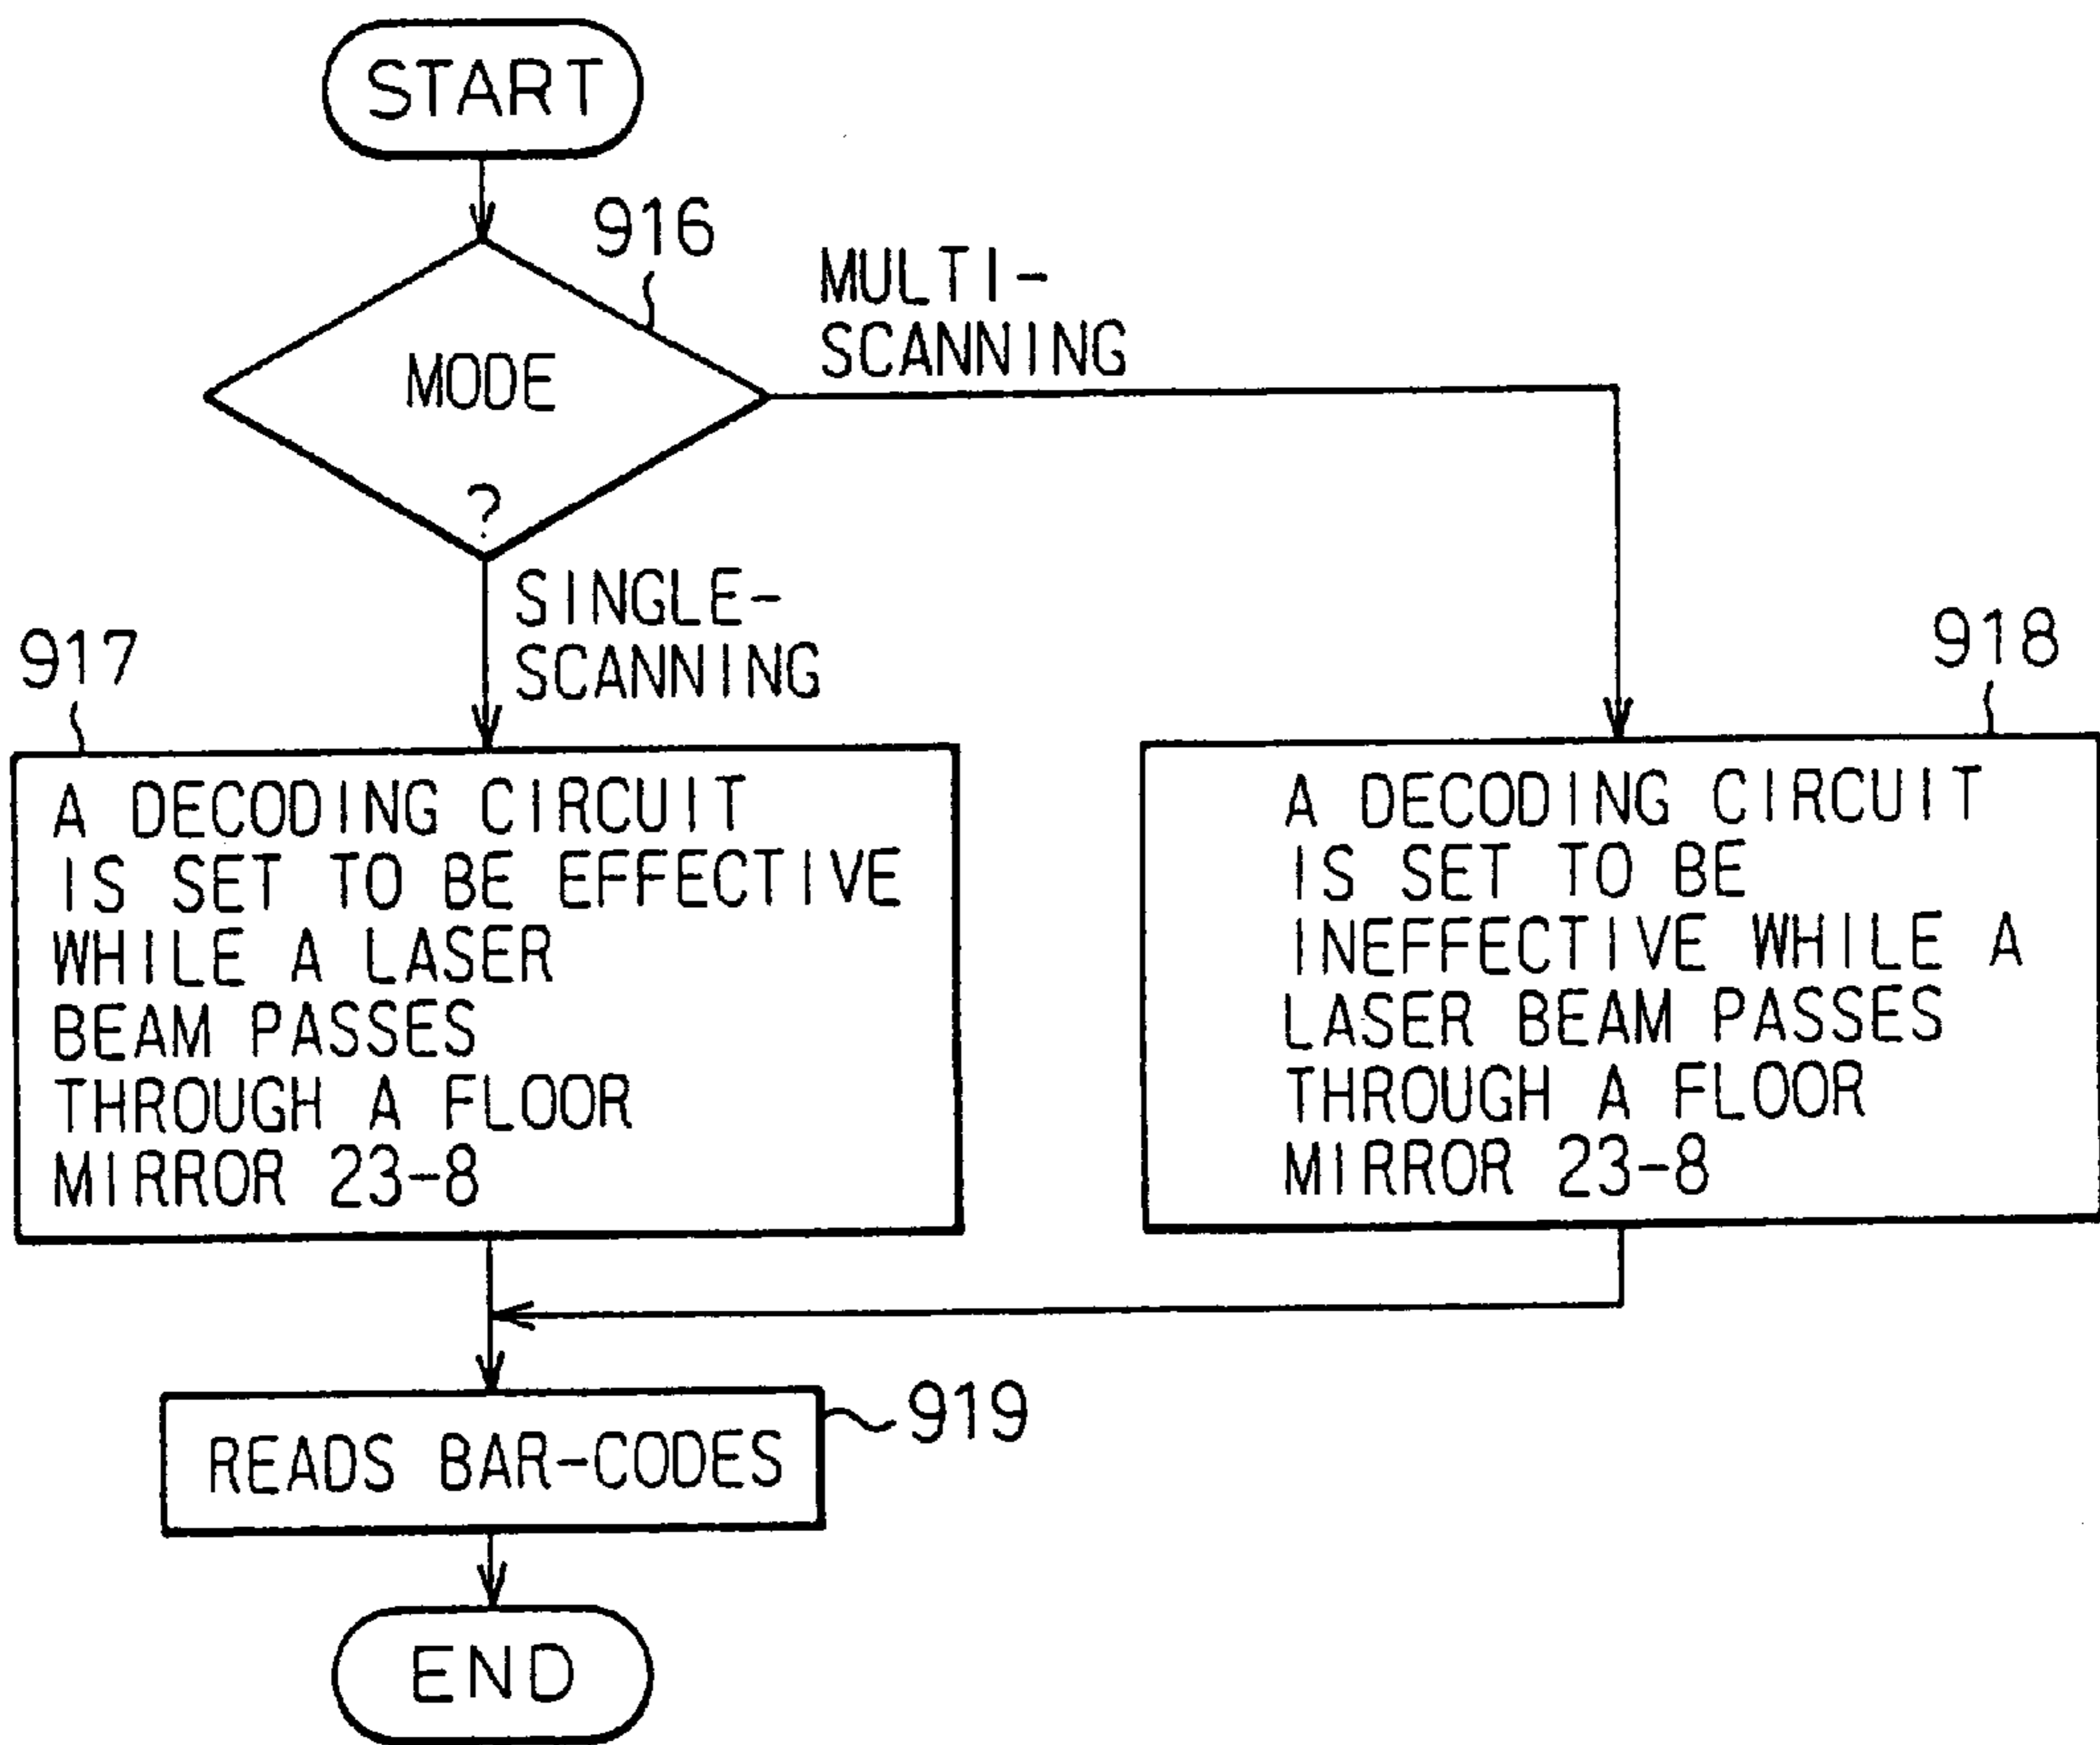 START
916
MULTI-
SCANNING
MODE
?
SINGLE-
SCANNING
917
918
A DECODING CIRCUIT
IS SET TO BE EFFECTIVE
WHILE A LASER
BEAM PASSES
THROUGH A FLOOR
MIRROR 23-8
A DECODING CIRCUIT
IS SET TO BE
INEFFECTIVE WHILE A
LASER BEAM PASSES
THROUGH A FLOOR
MIRROR 23-8
READS BAR-CODES
919
END